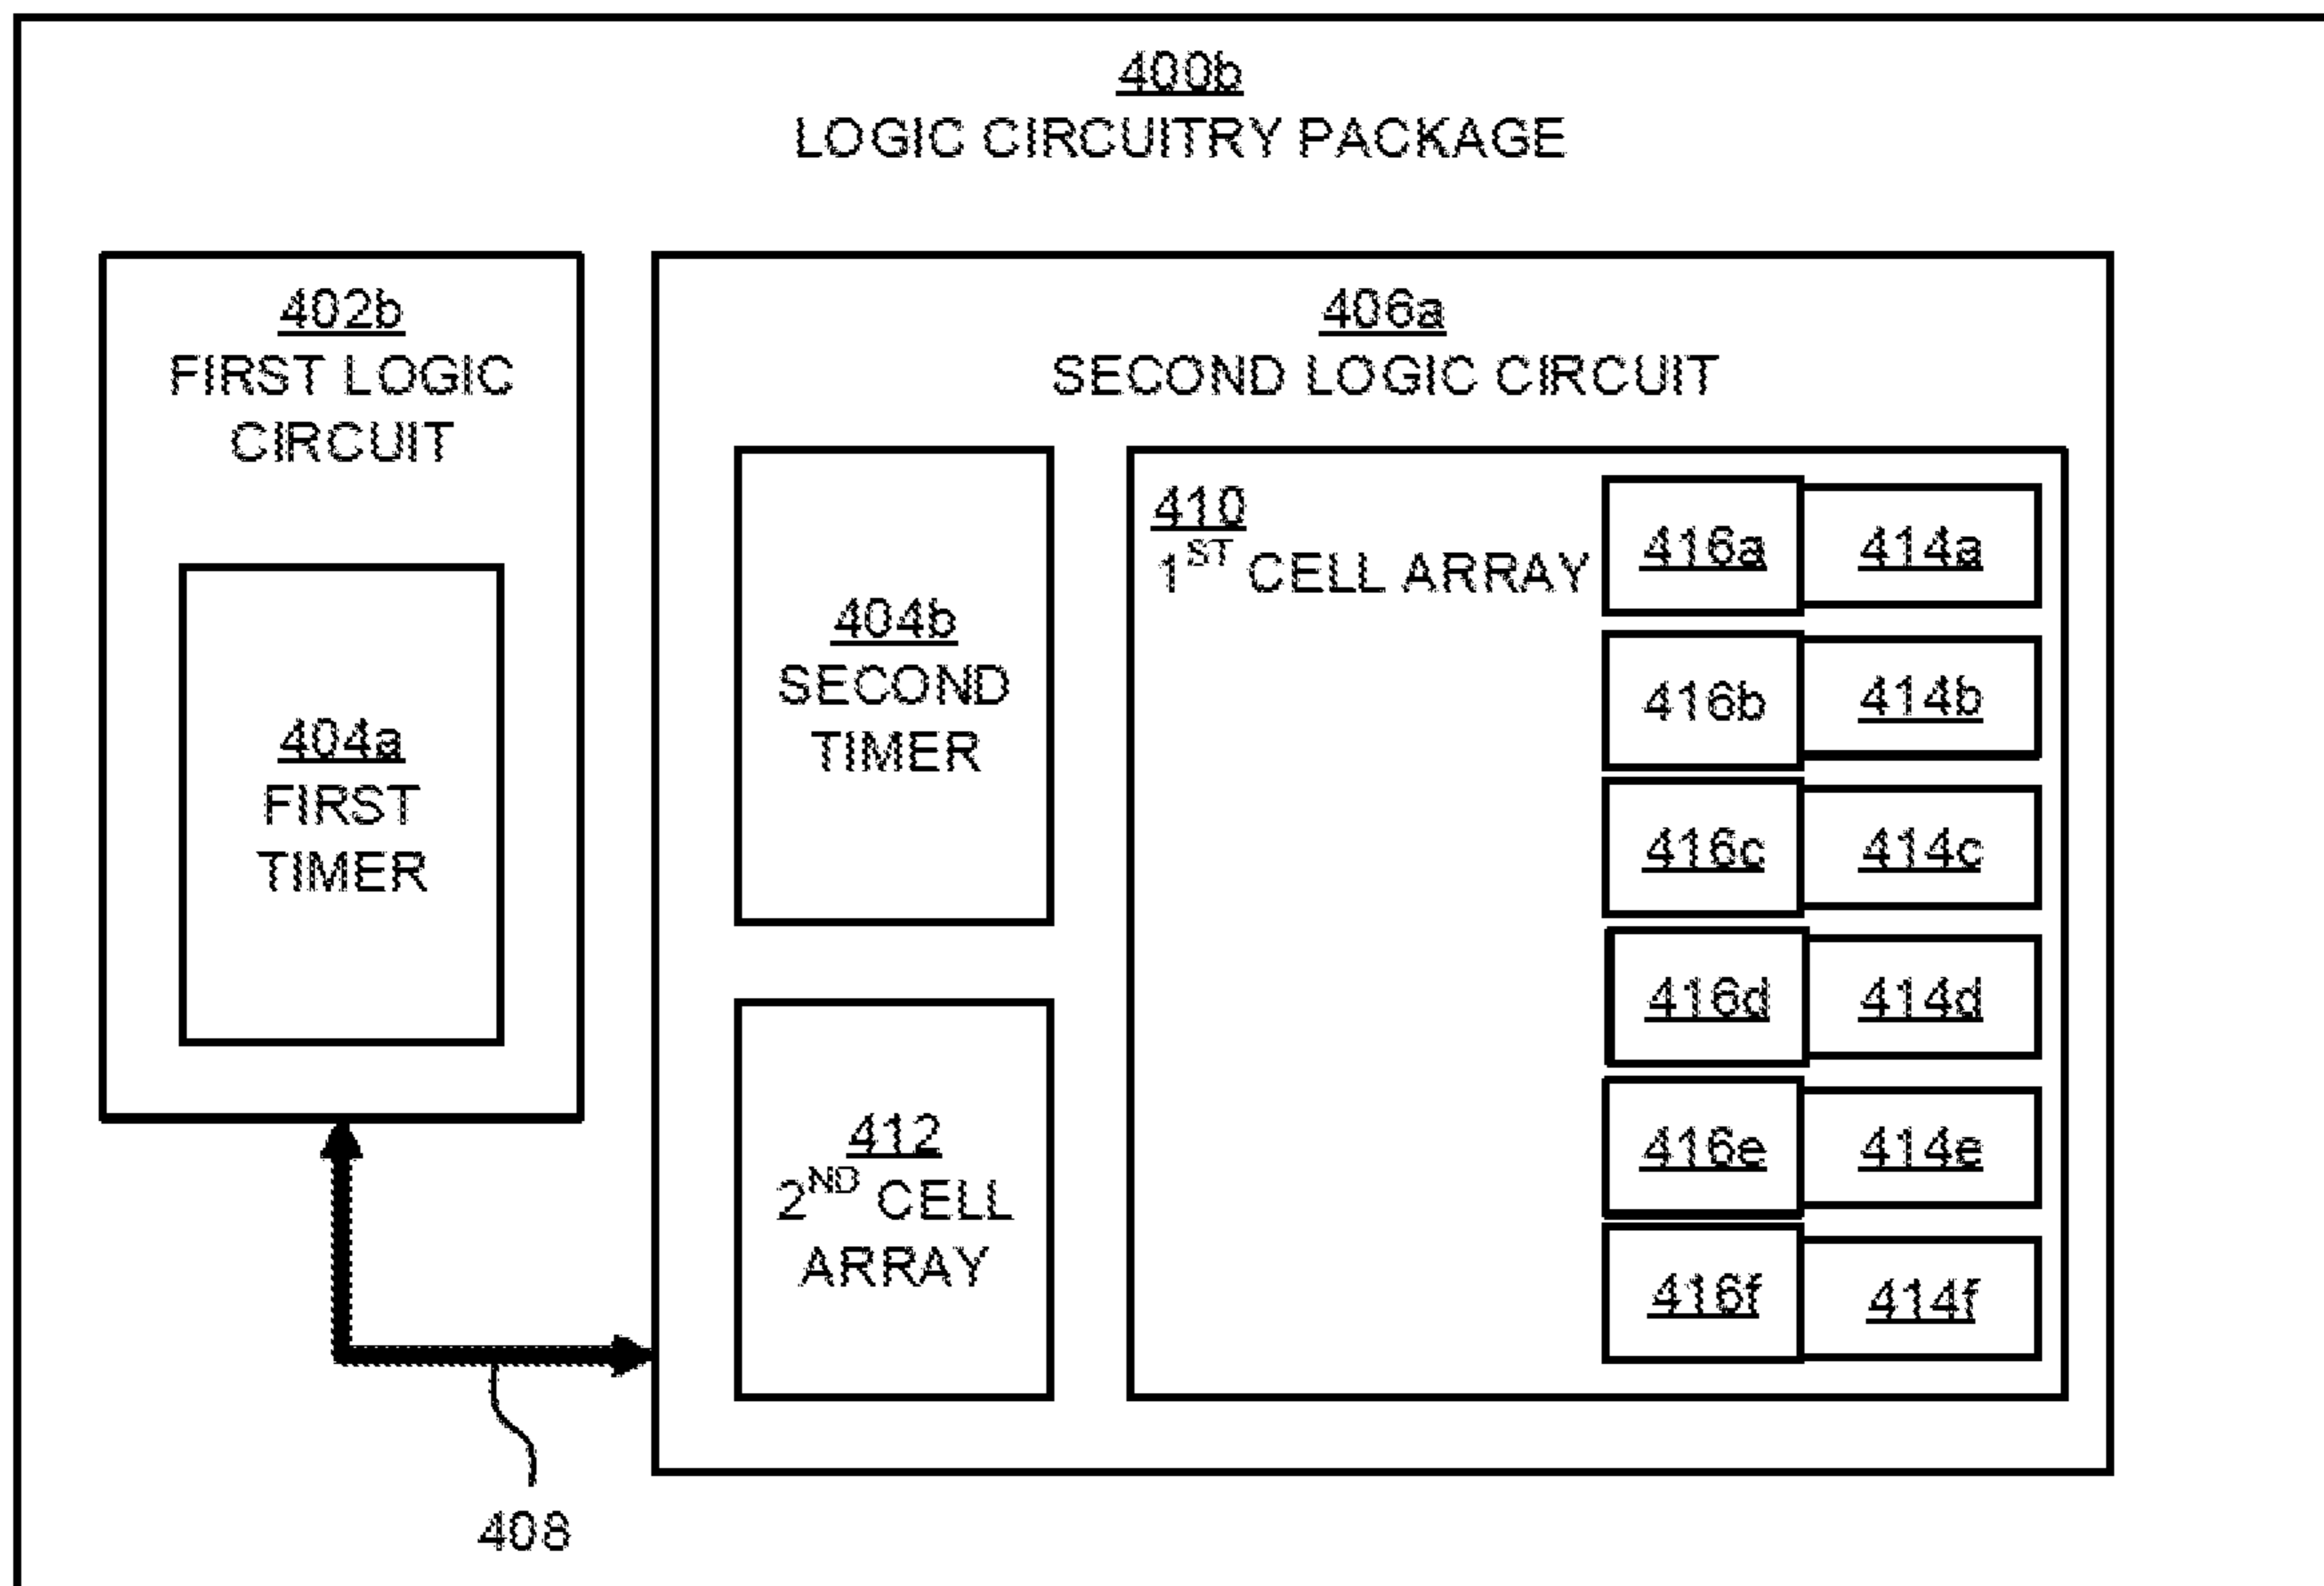 400b
LOGIC CIRCUITRY PACKAGE
402b
FIRST LOGIC
CIRCUIT
404a
FIRST
TIMER
406a
SECOND LOGIC CIRCUIT
404b
SECOND
TIMER
412
2ND CELL
ARRAY
410
1ST CELL ARRAY
416a 414a
416b 414b
416c 414c
416d 414d
416e 414e
416f 414f
408